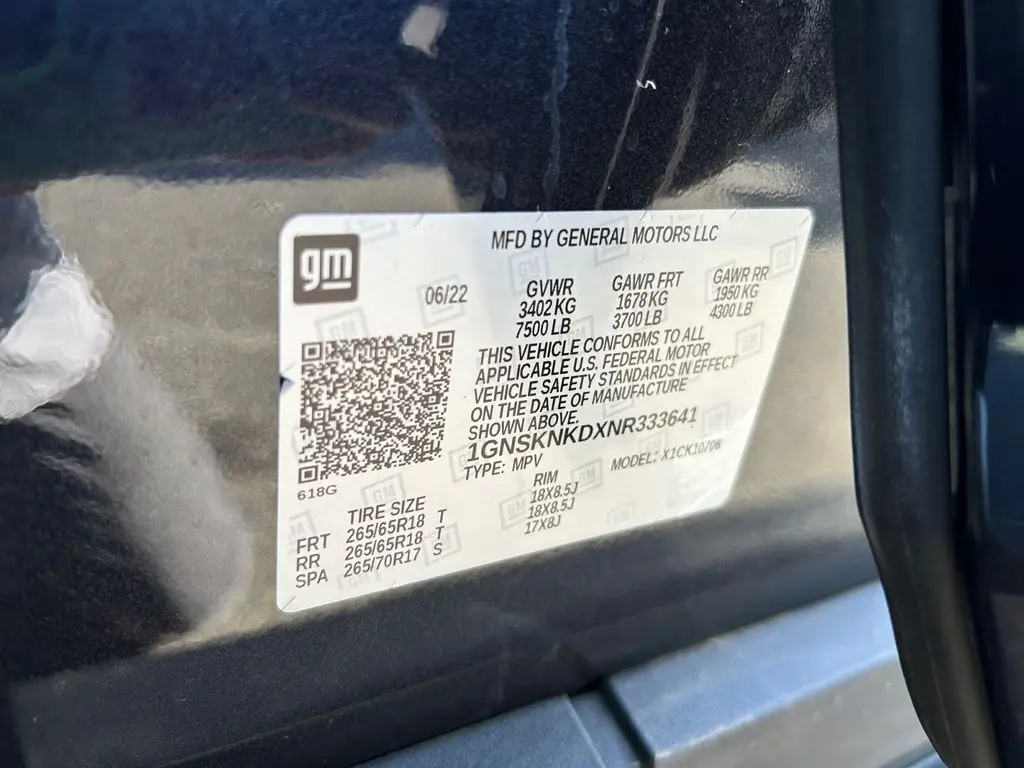 gm
MFD BY GENERAL MOTORS LLC
06/22
GVWR GAWR FRT GAWR RR
3402 KG 1678 KG 1950 KG
7500 LB 3700 LB 4300 LB
THIS VEHICLE CONFORMS TO ALL
APPLICABLE U.S. FEDERAL MOTOR
VEHICLE SAFETY STANDARDS IN EFFECT
ON THE DATE OF MANUFACTURE
SHOWN ABOVE.
1GNSKNKDXNR333641
TYPE: MPV MODEL: X1CK10706
618G
TIRE SIZE RIM
FRT 265/65R18 T 18X8.5J
RR 265/65R18 T 18X8.5J
SPA 265/70R17 S 17X8J